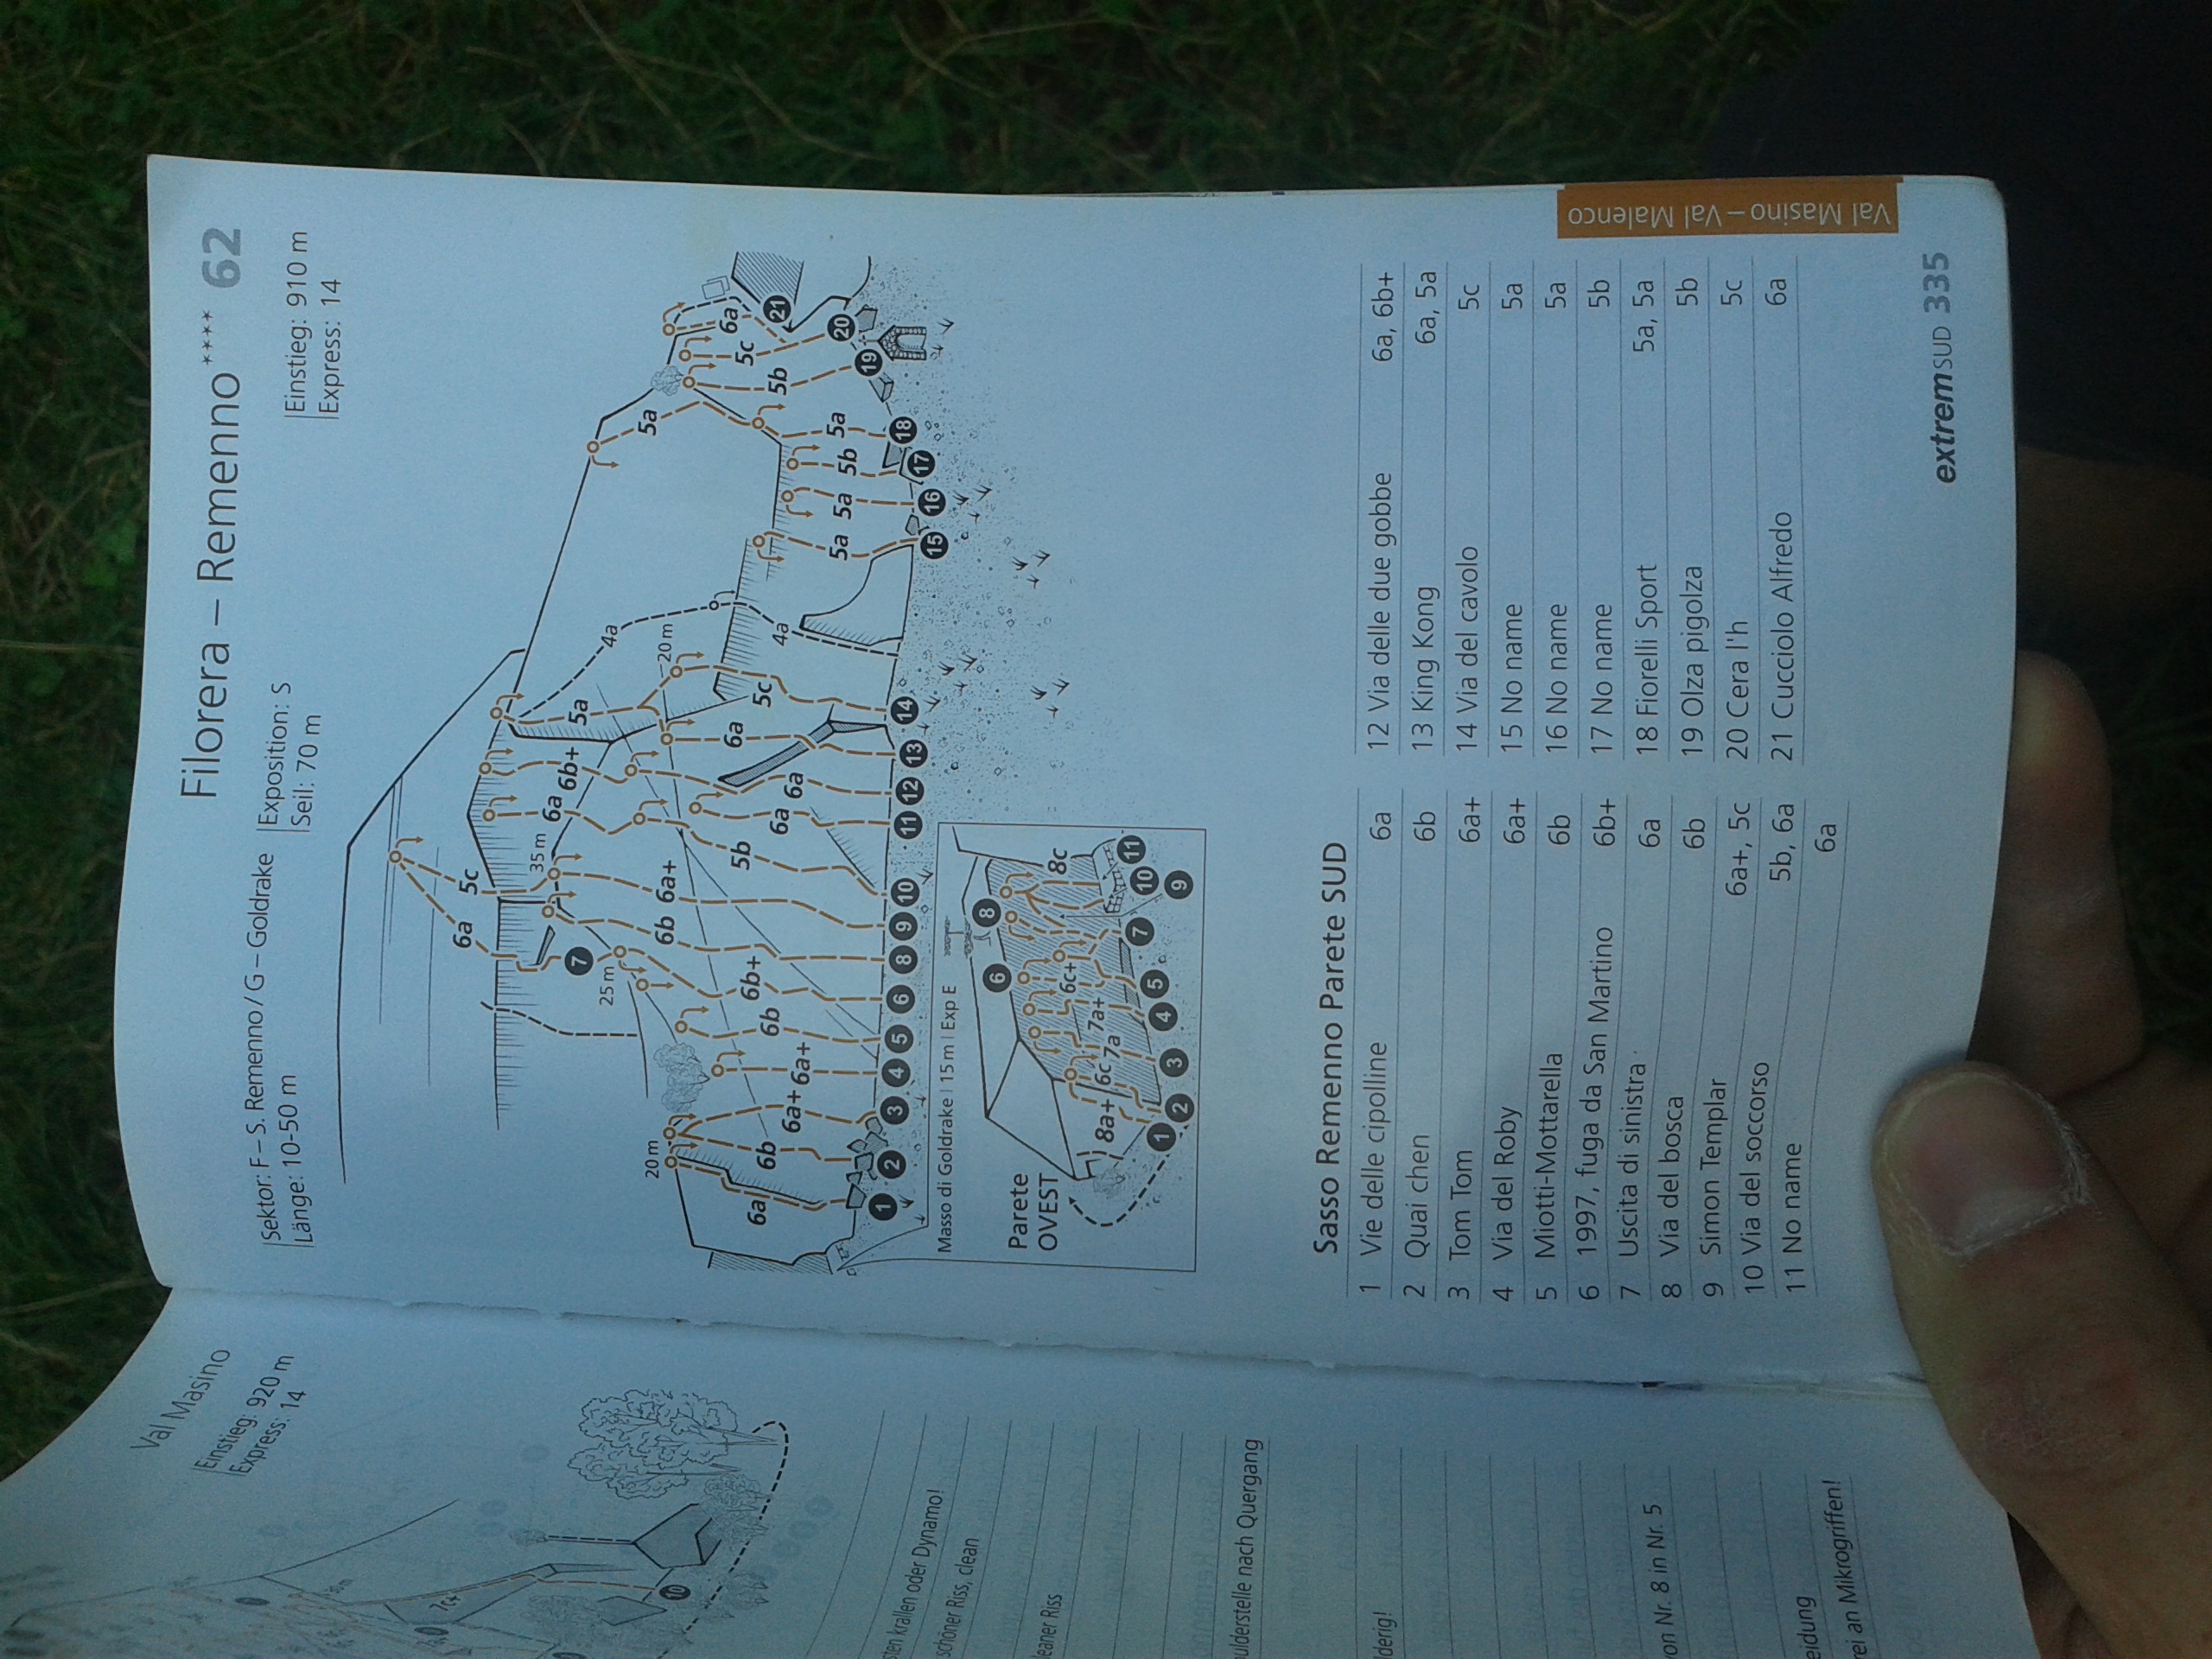 Val Masino
Einstieg: 920 m
Express: 14
7c+
10
krallen oder Dynamo!
schöner Riss, clean
Riss
nach Quergang
von Nr. 8 in Nr. 5
an Mikrogriffen!
Filorera – Remenno**** 62
Sektor: F – S. Remenno / G – Goldrake
Länge: 10-50 m
Exposition: S
Seil: 70 m
Einstieg: 910 m
Express: 14
6a 5c
35 m
6a 6b+ 5a
7
4a
25 m
5a
20 m
6b 6a+
20 m
6a 6b 6a+ 6a+ 6b 6b+ 5b 6a 6a 6a 5c 4a
5a 5a 5b 5a 5b 5c 6a
21
20
19
1 2 3 4 5 6 8 9 10 11 12 13 14 15 16 17 18
Masso di Goldrake | 15 m | Exp E
Parete
OVEST
6 8
8a+ 6c 7a 7a+ 6c+ 8c
1 2 3 4 5 7 10 11
9
Sasso Remenno Parete SUD
1 Vie delle cipolline 6a
2 Quai chen 6b
3 Tom Tom 6a+
4 Via del Roby 6a+
5 Miotti-Mottarella 6b
6 1997, fuga da San Martino 6b+
7 Uscita di sinistra 6a
8 Via del bosca 6b
9 Simon Templar 6a+, 5c
10 Via del soccorso 5b, 6a
11 No name 6a
12 Via delle due gobbe 6a, 6b+
13 King Kong 6a, 5a
14 Via del cavolo 5c
15 No name 5a
16 No name 5a
17 No name 5b
18 Fiorelli Sport 5a, 5a
19 Olza pigolza 5b
20 Cera l'h 5c
21 Cucciolo Alfredo 6a
Val Masino – Val Malenco
extrem SUD 335